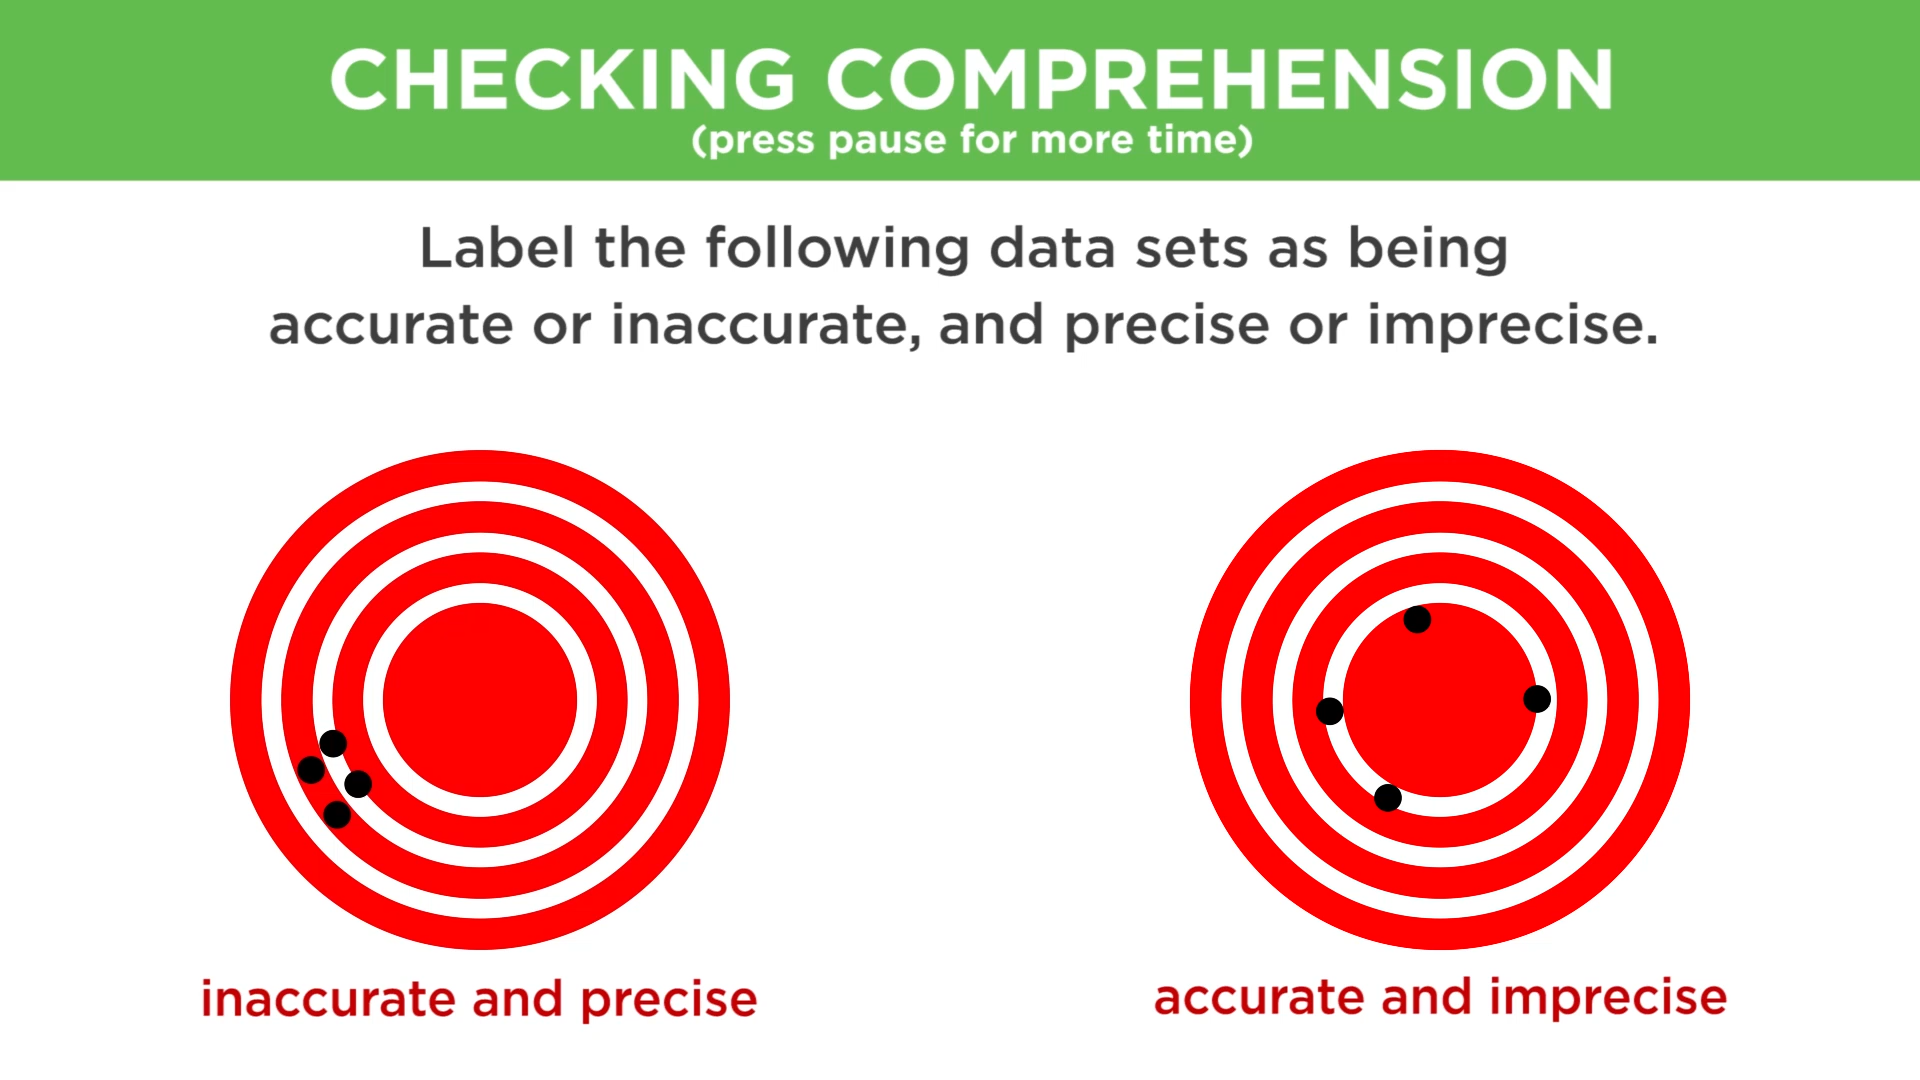 CHECKING COMPREHENSION
(press pause for more time)
Label the following data sets as being
accurate or inaccurate, and precise or imprecise.
inaccurate and precise
accurate and imprecise